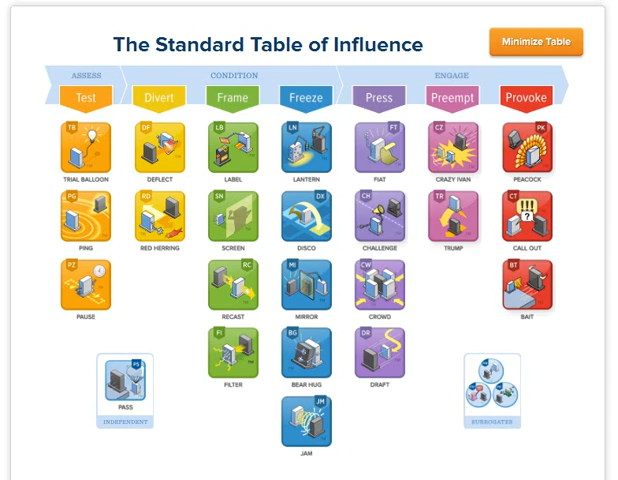 The Standard Table of Influence
Minimize Table
ASSESS CONDITION ENGAGE
Test Divert Frame Freeze Press Preempt Provoke
TB DF LB LN FT CZ PK
TRIAL BALLOON DEFLECT LABEL LANTERN FIAT CRAZY IVAN PEACOCK
PG RD SN DX CH TR CT
!!!
?
PING RED HERRING SCREEN DISCO CHALLENGE TRUMP CALL OUT
PZ RC MI CW BT
PAUSE RECAST MIRROR CROWD BAIT
FI BG DR
FILTER BEAR HUG DRAFT
PS
PASS
INDEPENDENT
SURROGATES
JM
JAM